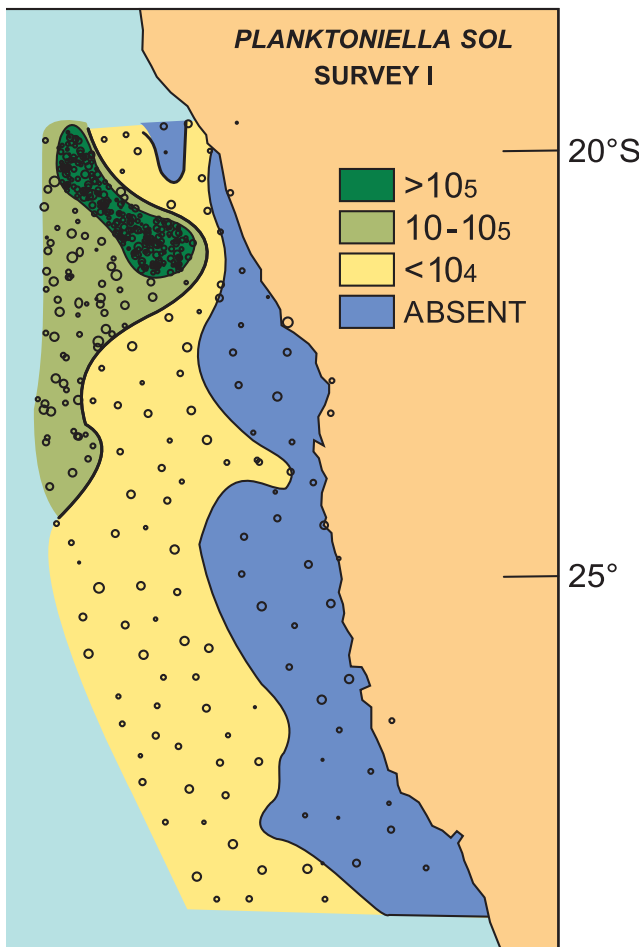 PLANKTONIELLA SOL
SURVEY I
20°S
>10₅
10-10₅
<10₄
ABSENT
25°